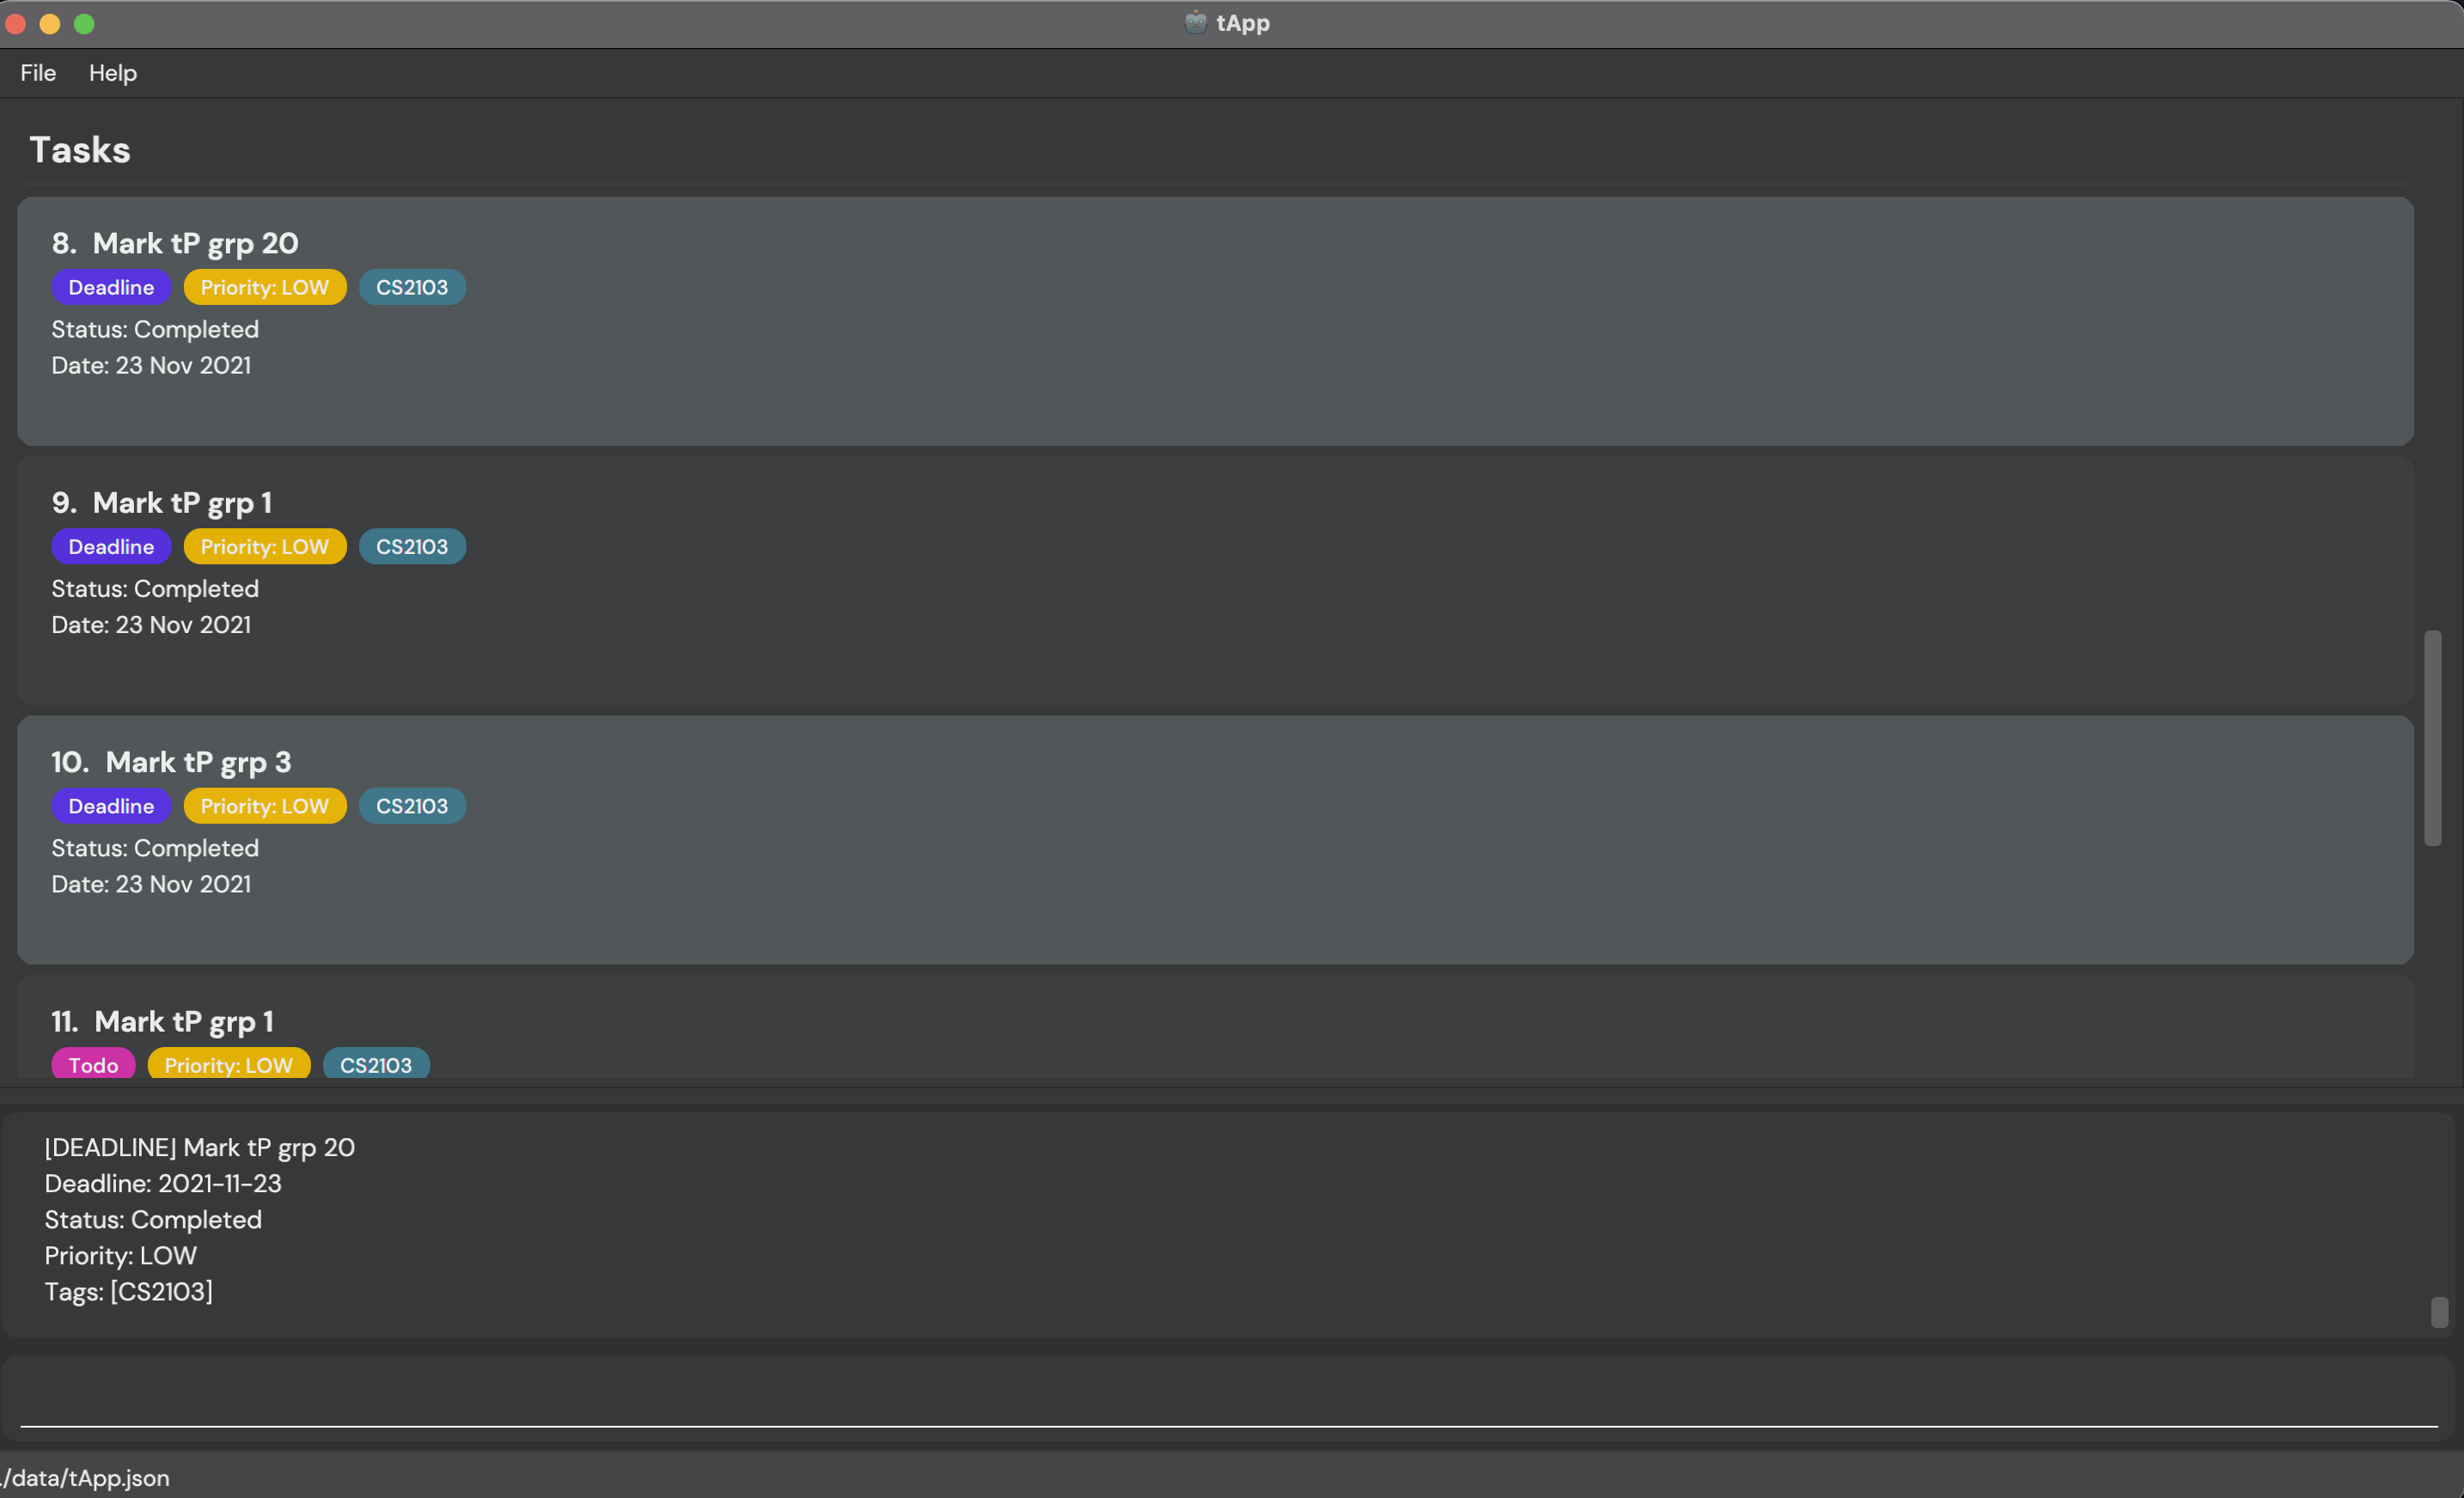 tApp
File Help
Tasks
8. Mark tP grp 20
Deadline Priority: LOW CS2103
Status: Completed
Date: 23 Nov 2021
9. Mark tP grp 1
Deadline Priority: LOW CS2103
Status: Completed
Date: 23 Nov 2021
10. Mark tP grp 3
Deadline Priority: LOW CS2103
Status: Completed
Date: 23 Nov 2021
11. Mark tP grp 1
Todo Priority: LOW CS2103
[DEADLINE] Mark tP grp 20
Deadline: 2021-11-23
Status: Completed
Priority: LOW
Tags: [CS2103]
./data/tApp.json